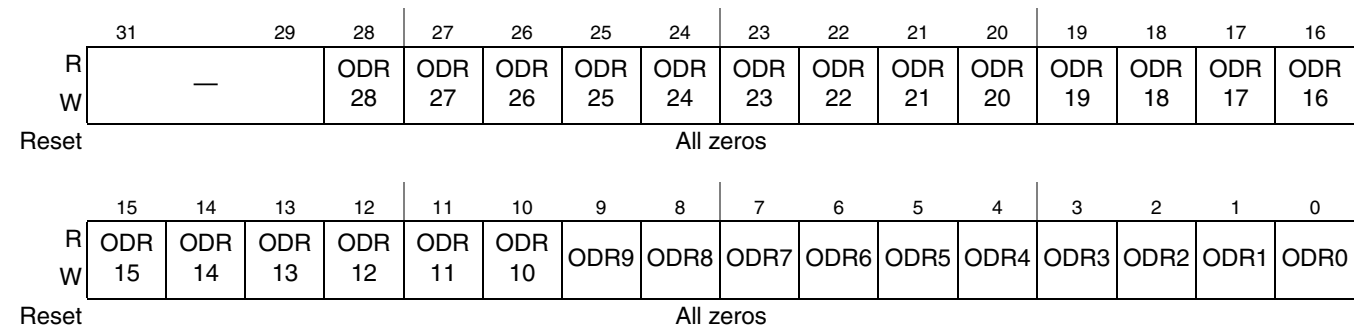 31 29 28 27 26 25 24 23 22 21 20 19 18 17 16
R — ODR ODR ODR ODR ODR ODR ODR ODR ODR ODR ODR ODR ODR
W 28 27 26 25 24 23 22 21 20 19 18 17 16
Reset All zeros
15 14 13 12 11 10 9 8 7 6 5 4 3 2 1 0
R ODR ODR ODR ODR ODR ODR ODR9 ODR8 ODR7 ODR6 ODR5 ODR4 ODR3 ODR2 ODR1 ODR0
W 15 14 13 12 11 10
Reset All zeros